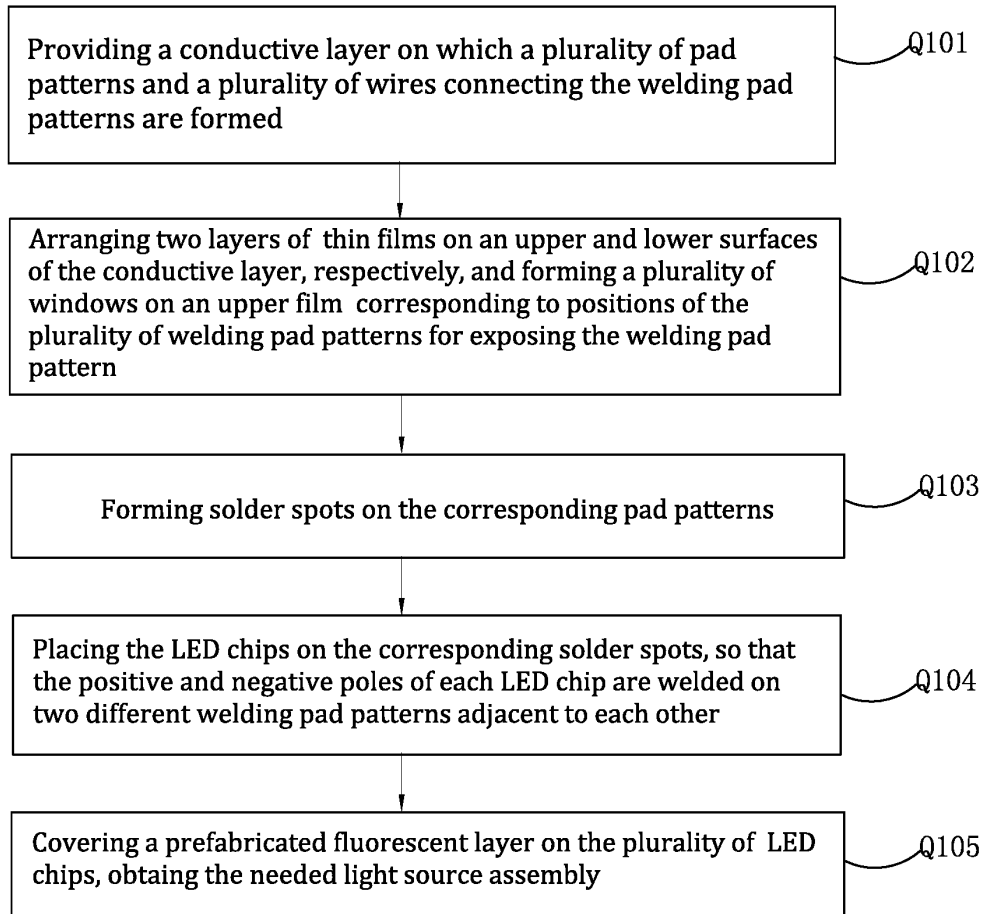 Providing a conductive layer on which a plurality of pad
patterns and a plurality of wires connecting the welding pad
patterns are formed
Q101
Arranging two layers of thin films on an upper and lower surfaces
of the conductive layer, respectively, and forming a plurality of
windows on an upper film corresponding to positions of the
plurality of welding pad patterns for exposing the welding pad
pattern
Q102
Forming solder spots on the corresponding pad patterns
Q103
Placing the LED chips on the corresponding solder spots, so that
the positive and negative poles of each LED chip are welded on
two different welding pad patterns adjacent to each other
Q104
Covering a prefabricated fluorescent layer on the plurality of LED
chips, obtaing the needed light source assembly
Q105